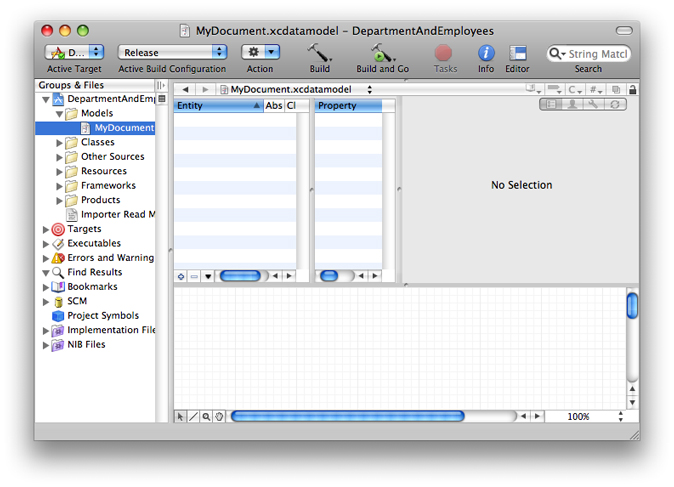 MyDocument.xcdatamodel – DepartmentAndEmployees
D...
Release
String Matcl
Active Target
Active Build Configuration
Action
Build
Build and Go
Tasks
Info
Editor
Search
Groups & Files
MyDocument.xcdatamodel
DepartmentAndEmp
Models
MyDocument
Classes
Other Sources
Resources
Frameworks
Products
Importer Read M
Targets
Executables
Errors and Warning
Find Results
Bookmarks
SCM
Project Symbols
Implementation File
NIB Files
Entity
Abs
Cl
Property
C
#
No Selection
100%